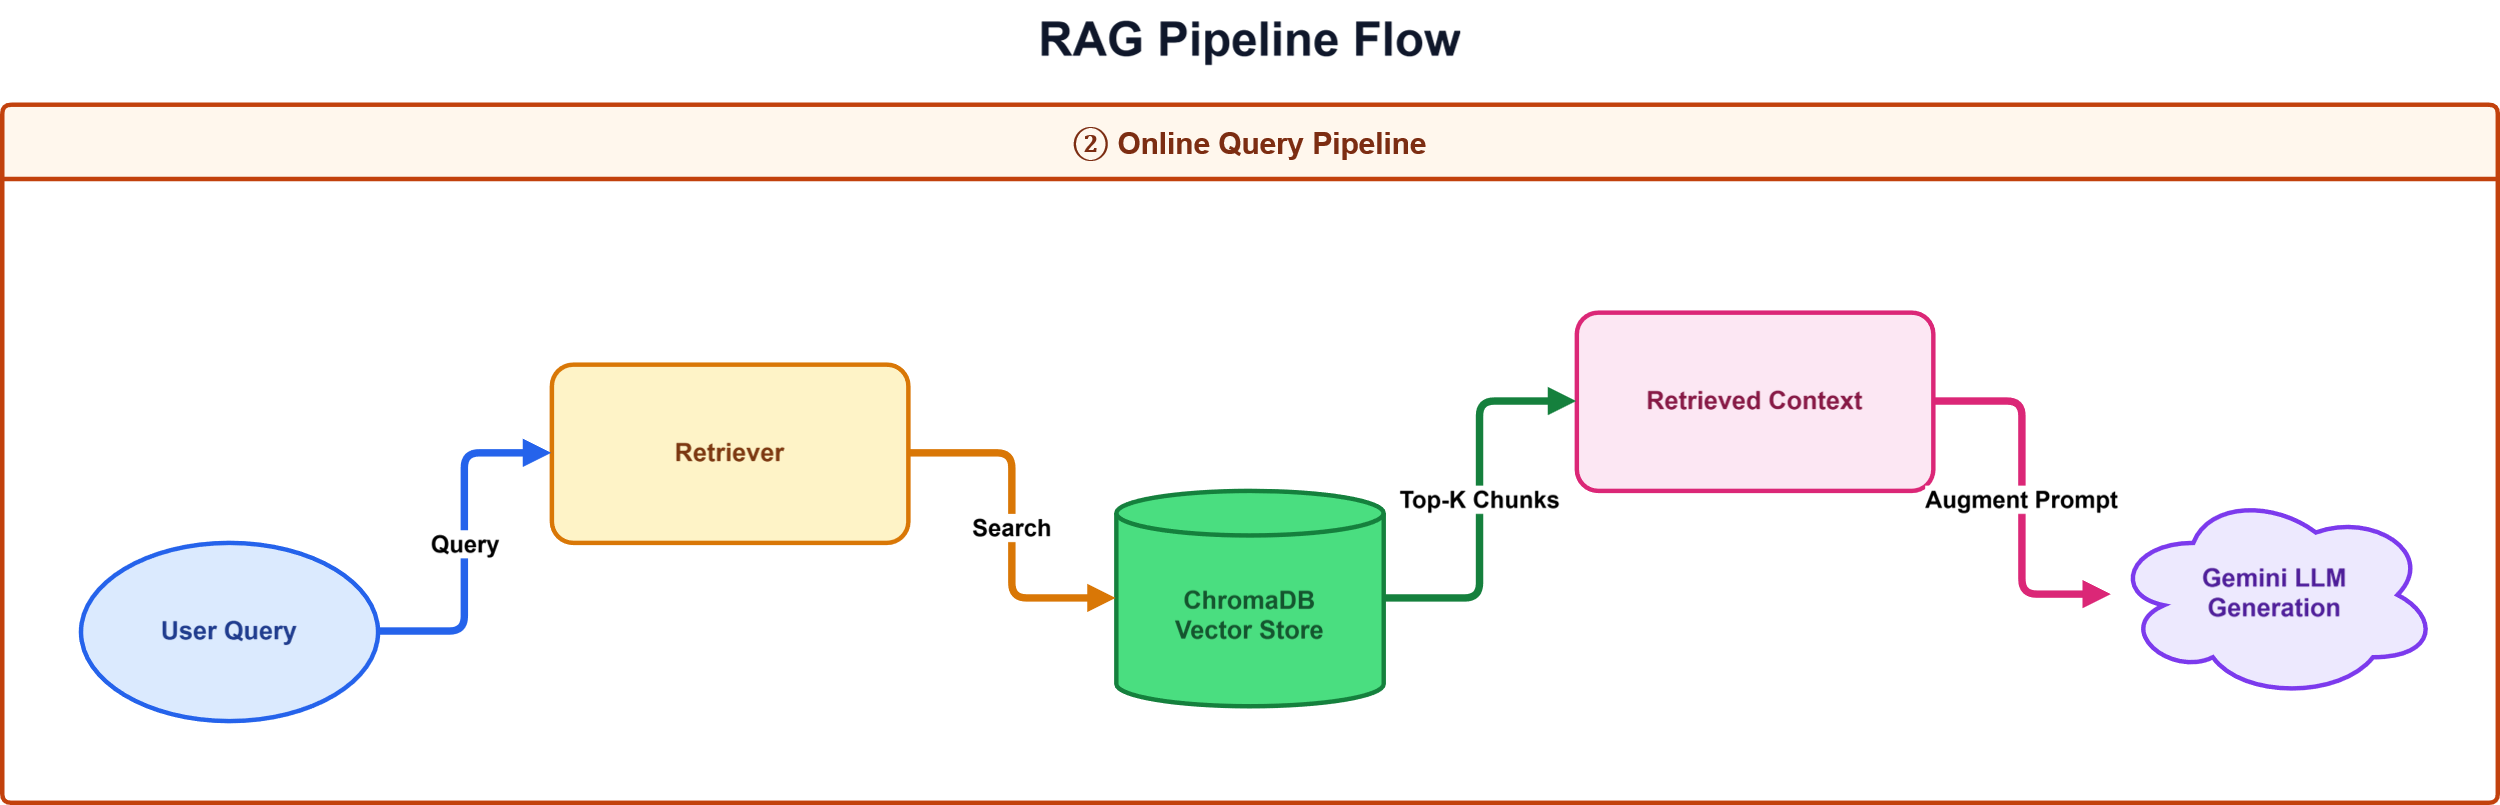 RAG Pipeline Flow
② Online Query Pipeline
User Query
Query
Retriever
Search
ChromaDB
Vector Store
Top-K Chunks
Retrieved Context
Augment Prompt
Gemini LLM
Generation